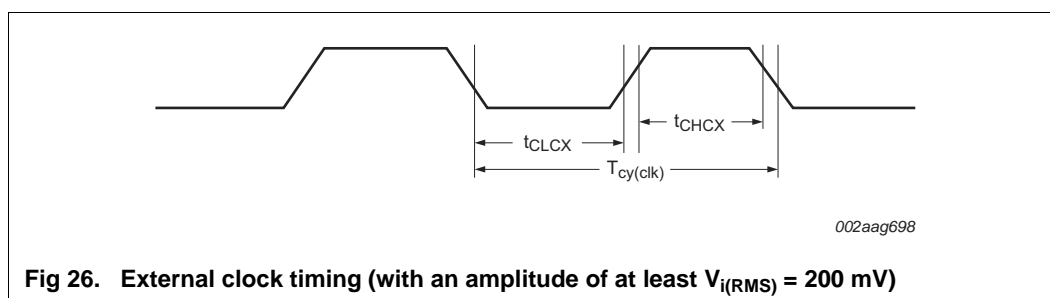 tCLCX
tCHCX
Tcy(clk)
002aag698
Fig 26. External clock timing (with an amplitude of at least Vi(RMS) = 200 mV)